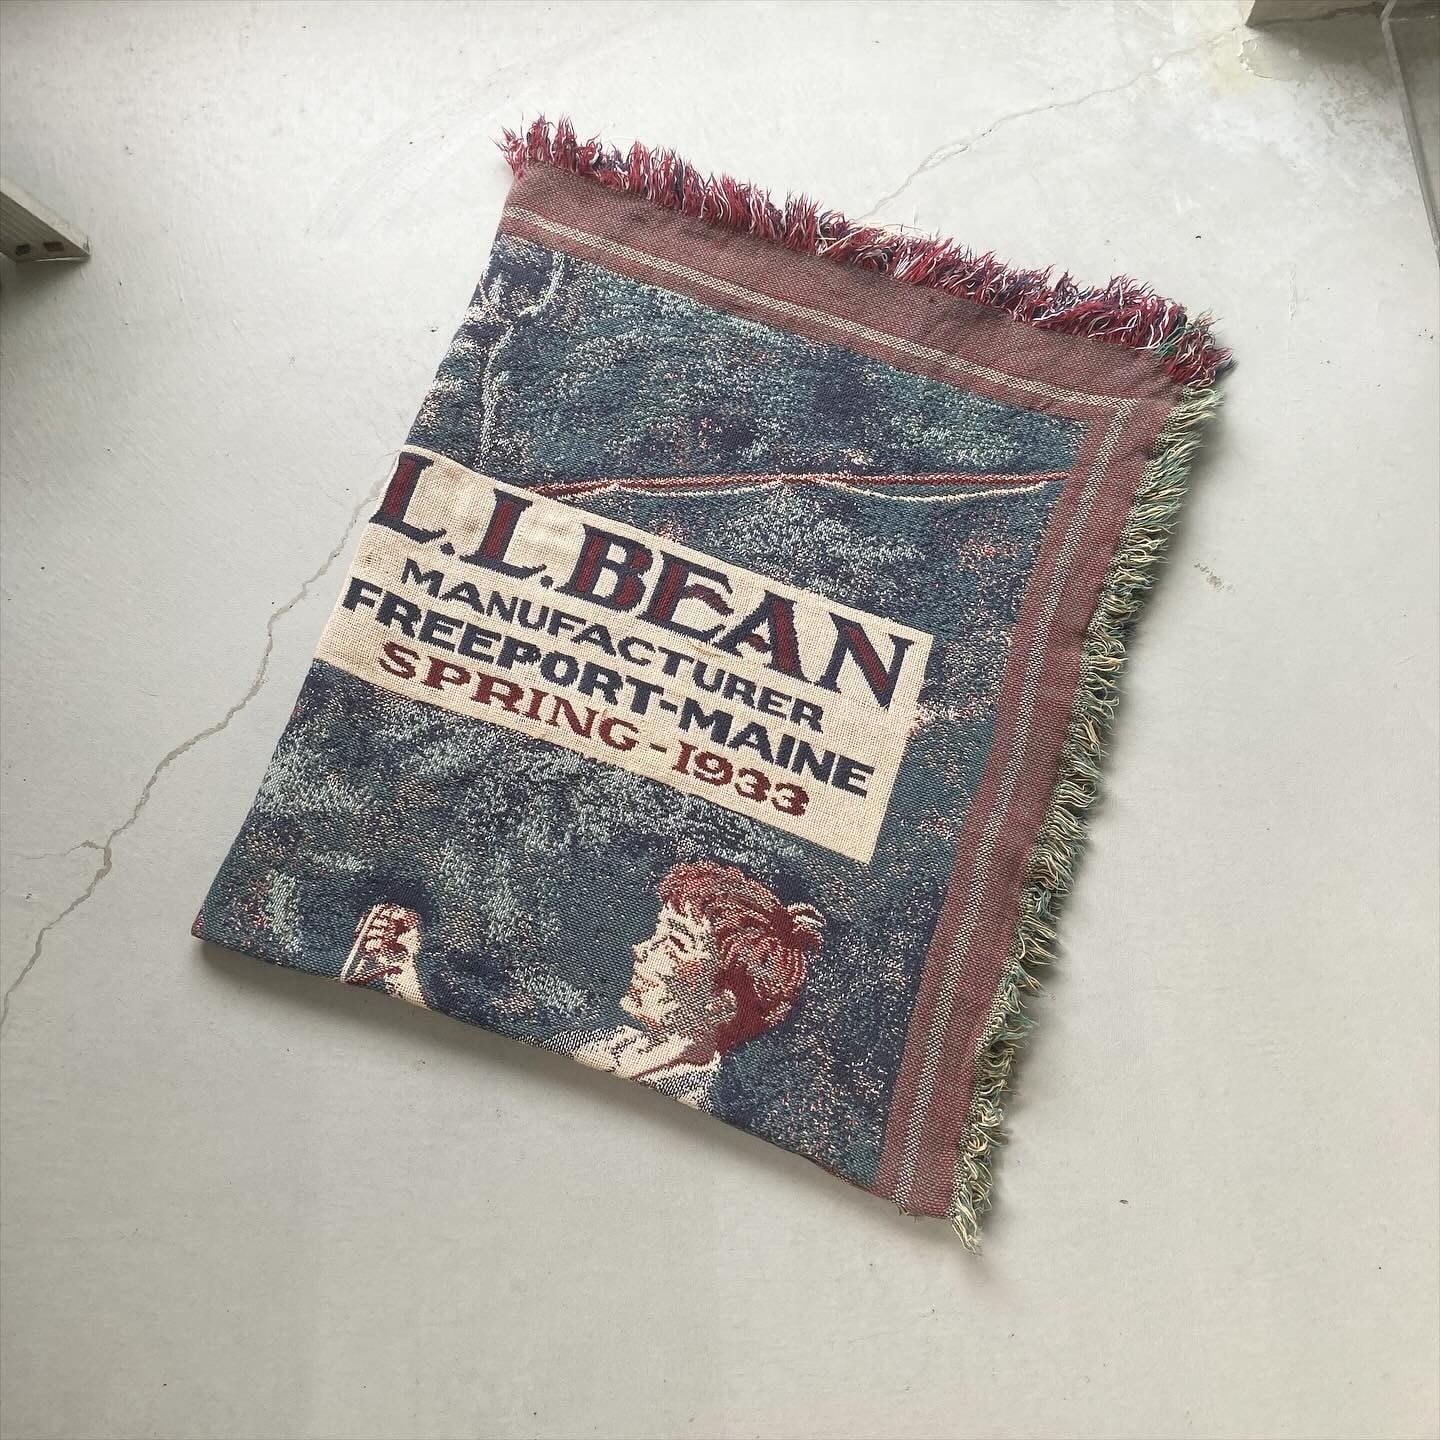 L.L.BEAN
MANUFACTURER
FREEPORT-MAINE
SPRING-1933